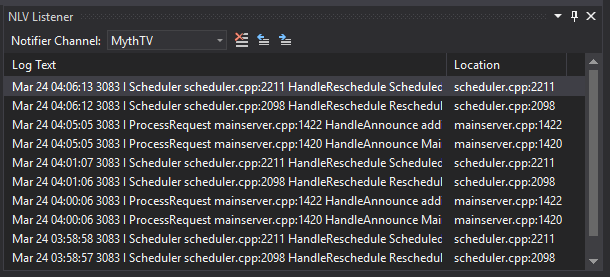 NLV Listener
Notifier Channel: MythTV
Log Text Location
Mar 24 04:06:13 3083 I Scheduler scheduler.cpp:2211 HandleReschedule Scheduled scheduler.cpp:2211
Mar 24 04:06:12 3083 I Scheduler scheduler.cpp:2098 HandleReschedule Reschedul scheduler.cpp:2098
Mar 24 04:05:05 3083 I ProcessRequest mainserver.cpp:1422 HandleAnnounce add mainserver.cpp:1422
Mar 24 04:05:05 3083 I ProcessRequest mainserver.cpp:1420 HandleAnnounce Mai mainserver.cpp:1420
Mar 24 04:01:07 3083 I Scheduler scheduler.cpp:2211 HandleReschedule Scheduled scheduler.cpp:2211
Mar 24 04:01:06 3083 I Scheduler scheduler.cpp:2098 HandleReschedule Reschedul scheduler.cpp:2098
Mar 24 04:00:06 3083 I ProcessRequest mainserver.cpp:1422 HandleAnnounce add mainserver.cpp:1422
Mar 24 04:00:06 3083 I ProcessRequest mainserver.cpp:1420 HandleAnnounce Mai mainserver.cpp:1420
Mar 24 03:58:58 3083 I Scheduler scheduler.cpp:2211 HandleReschedule Scheduled scheduler.cpp:2211
Mar 24 03:58:57 3083 I Scheduler scheduler.cpp:2098 HandleReschedule Reschedul scheduler.cpp:2098